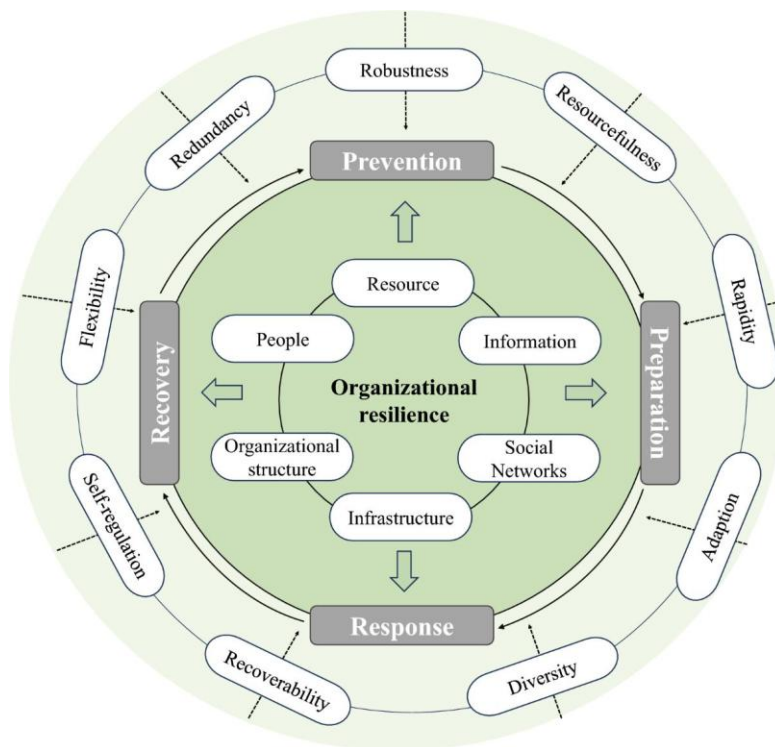 Robustness
Redundancy
Resourcefulness
Prevention
Flexibility
Rapidity
Resource
People
Information
Recovery
Organizational
resilience
Preparation
Organizational
structure
Social
Networks
Infrastructure
Self-regulation
Adaption
Response
Recoverability
Diversity